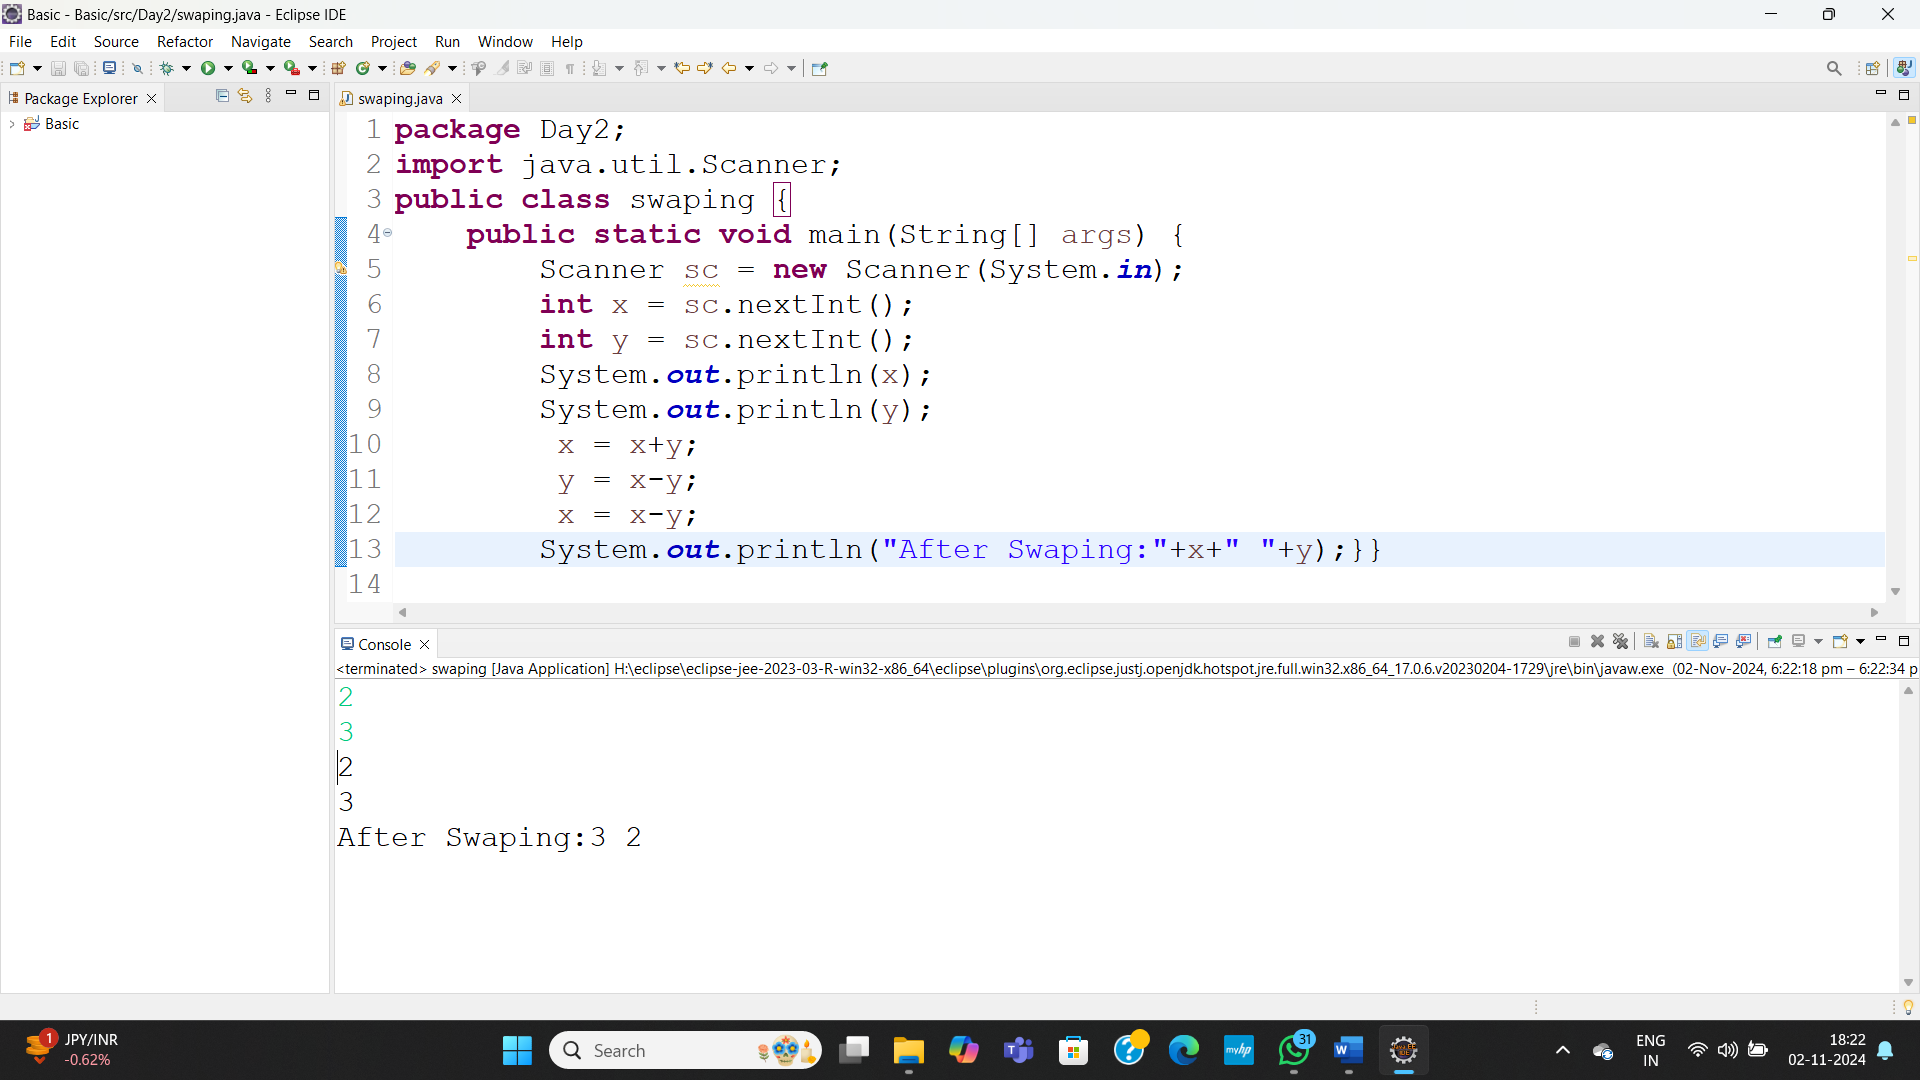 Basic - Basic/src/Day2/swaping.java - Eclipse IDE
File Edit Source Refactor Navigate Search Project Run Window Help
Package Explorer
Basic
swaping.java
1 package Day2;
2 import java.util.Scanner;
3 public class swaping {
4     public static void main(String[] args) {
5         Scanner sc = new Scanner(System.in);
6         int x = sc.nextInt();
7         int y = sc.nextInt();
8         System.out.println(x);
9         System.out.println(y);
10          x = x+y;
11          y = x-y;
12          x = x-y;
13         System.out.println("After Swaping:"+x+" "+y);}}
14
Console
<terminated> swaping [Java Application] H:\eclipse\eclipse-jee-2023-03-R-win32-x86_64\eclipse\plugins\org.eclipse.justj.openjdk.hotspot.jre.full.win32.x86_64_17.0.6.v20230204-1729\jre\bin\javaw.exe (02-Nov-2024, 6:22:18 pm – 6:22:34 p
2
3
2
3
After Swaping:3 2
1
JPY/INR
-0.62%
Search
myhp
31
ENG
IN
18:22
02-11-2024